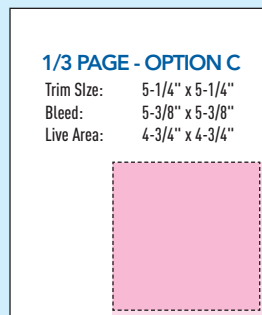 1/3 PAGE - OPTION C
Trim SIze: 5-1/4" x 5-1/4"
Bleed: 5-3/8" x 5-3/8"
Live Area: 4-3/4" x 4-3/4"